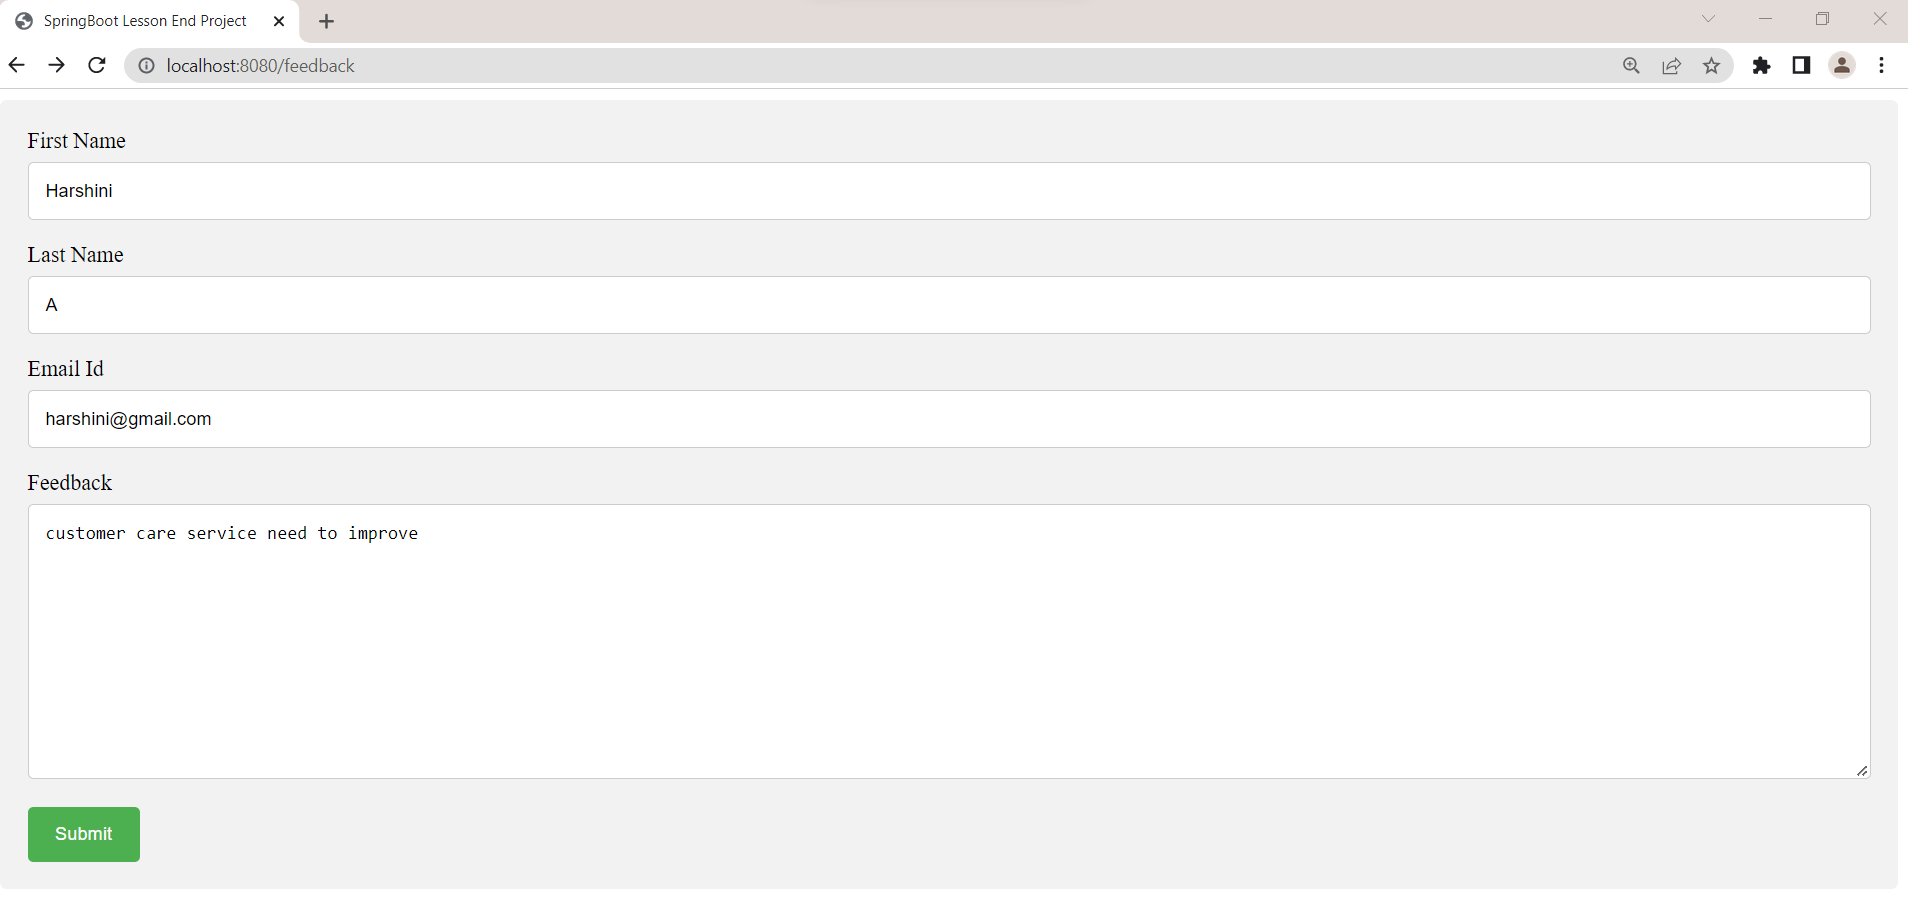 SpringBoot Lesson End Project
localhost:8080/feedback
First Name
Harshini
Last Name
A
Email Id
harshini@gmail.com
Feedback
customer care service need to improve
Submit